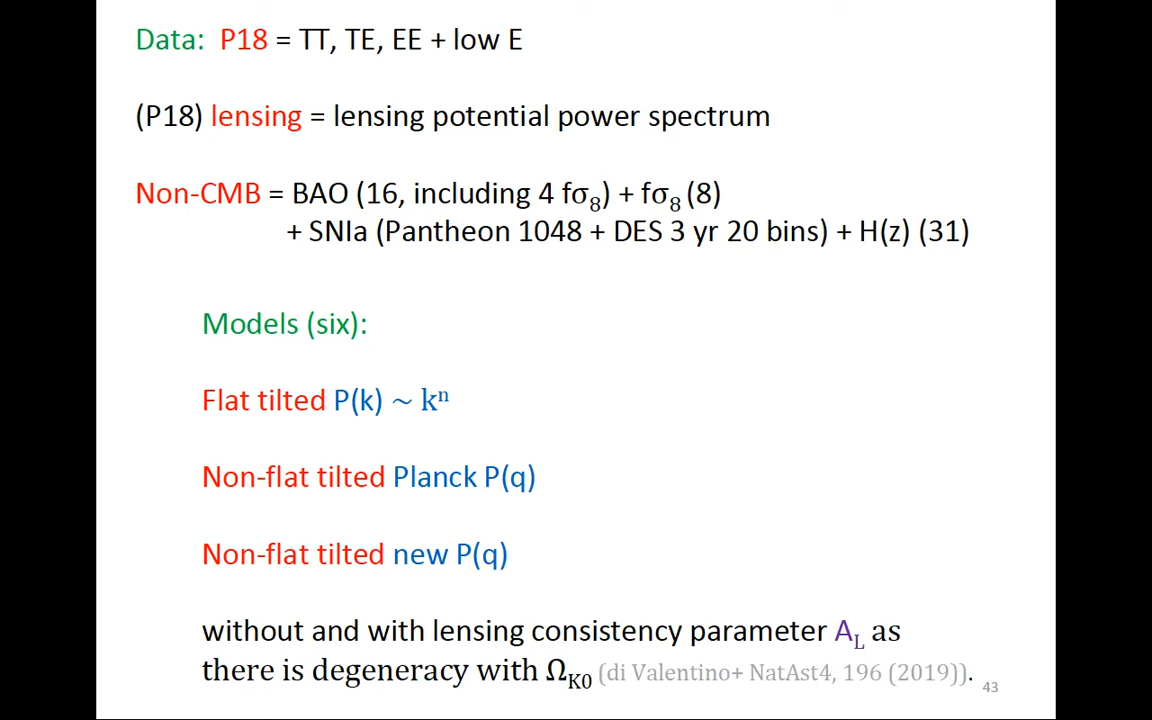 Data: P18 = TT, TE, EE + low E
(P18) lensing = lensing potential power spectrum
Non-CMB = BAO (16, including 4 fσ₈) + fσ₈ (8)
+ SNIa (Pantheon 1048 + DES 3 yr 20 bins) + H(z) (31)
Models (six):
Flat tilted P(k) ~ kⁿ
Non-flat tilted Planck P(q)
Non-flat tilted new P(q)
without and with lensing consistency parameter A_L as
there is degeneracy with Ω_K0 (di Valentino+ NatAst4, 196 (2019)).
43